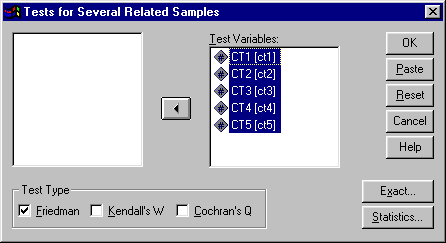 Tests for Several Related Samples
Test Variables:
CT1 [ct1]
CT2 [ct2]
CT3 [ct3]
CT4 [ct4]
CT5 [ct5]
OK
Paste
Reset
Cancel
Help
Test Type
Friedman
Kendall's W
Cochran's Q
Exact...
Statistics...